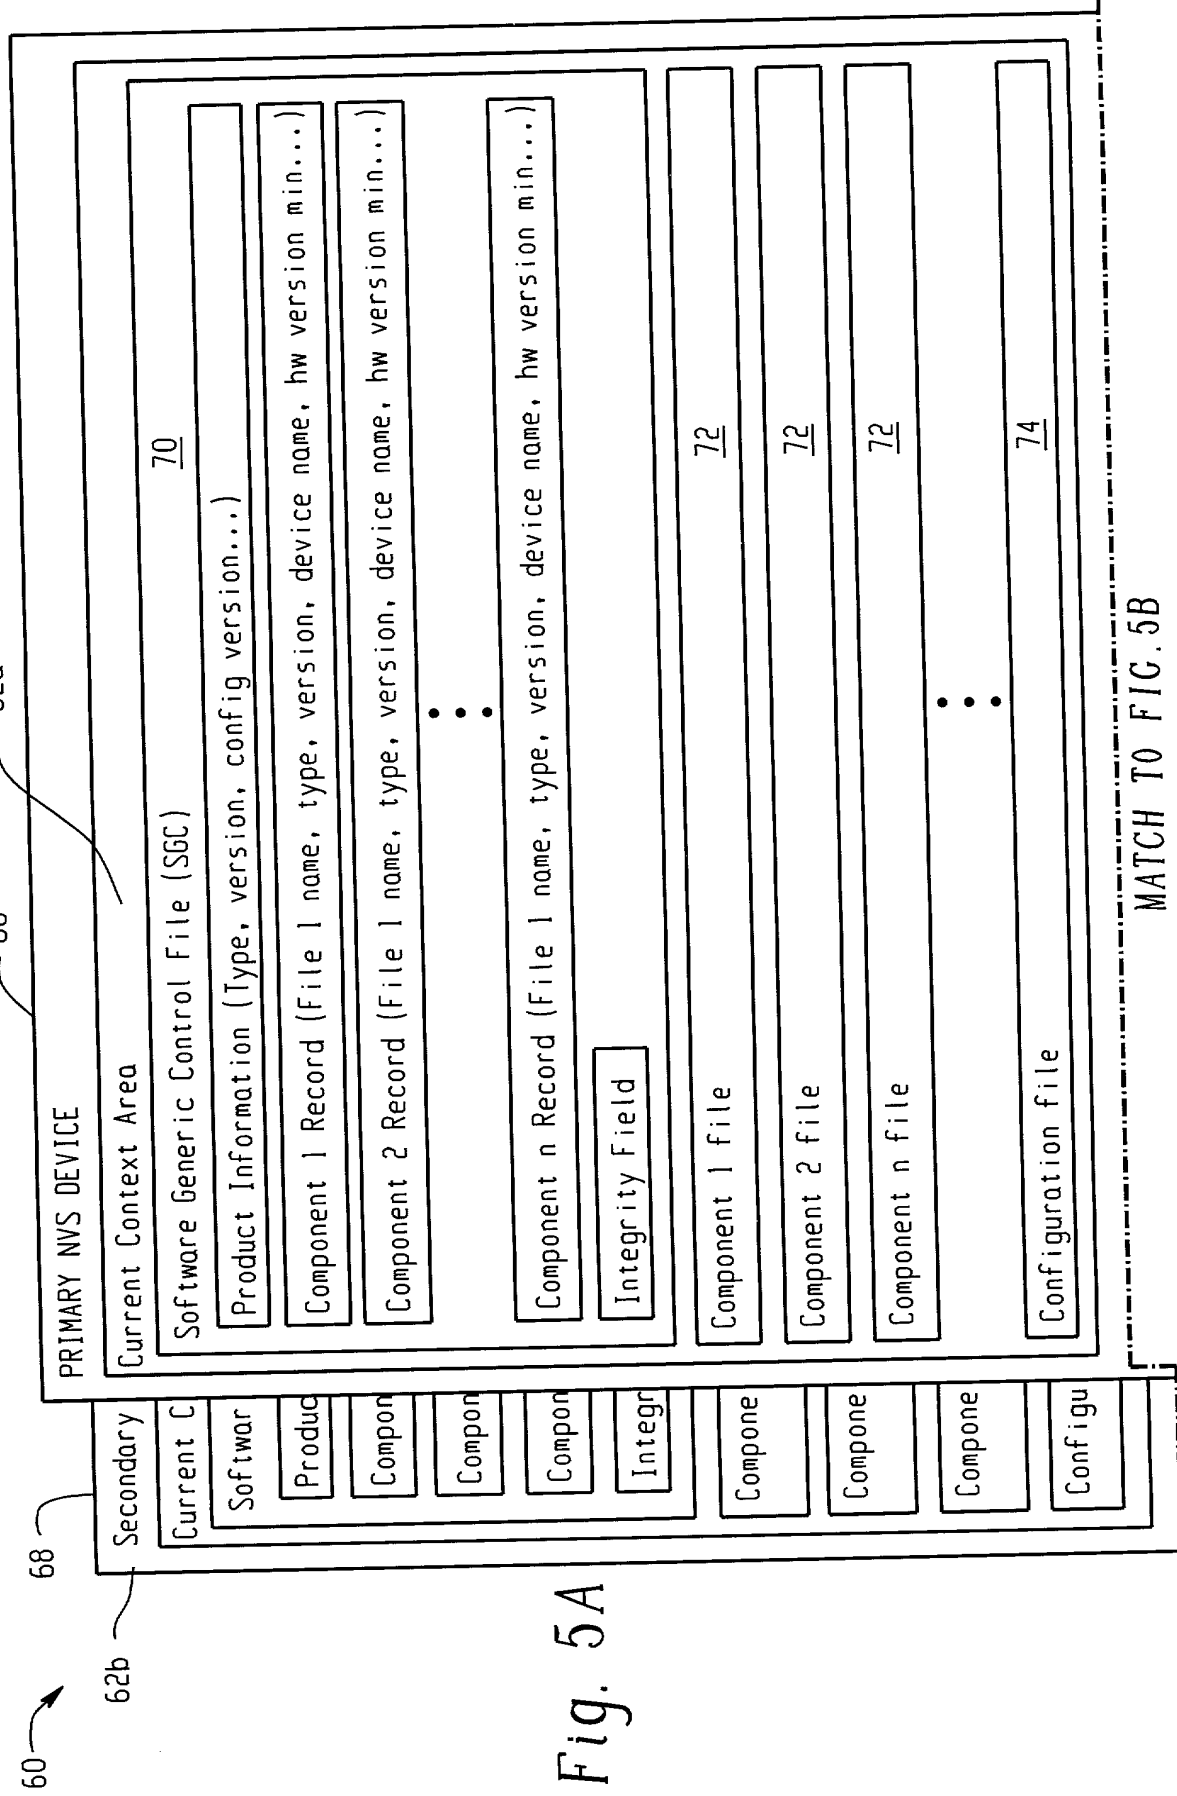 60
62b
68
Secondary
Current C
Softwar
Produc
Compon
Compon
Compon
Integr
Compone
Compone
Compone
Configu
PRIMARY NVS DEVICE
Current Context Area
Software Generic Control File (SGC) 70
Product Information (Type, version, config version...)
Component 1 Record (File 1 name, type, version, device name, hw version min...)
Component 2 Record (File 1 name, type, version, device name, hw version min...)
Component n Record (File 1 name, type, version, device name, hw version min...)
Integrity Field
Component 1 file 72
Component 2 file 72
Component n file 72
Configuration file 74
MATCH TO FIG. 5B
Fig. 5A